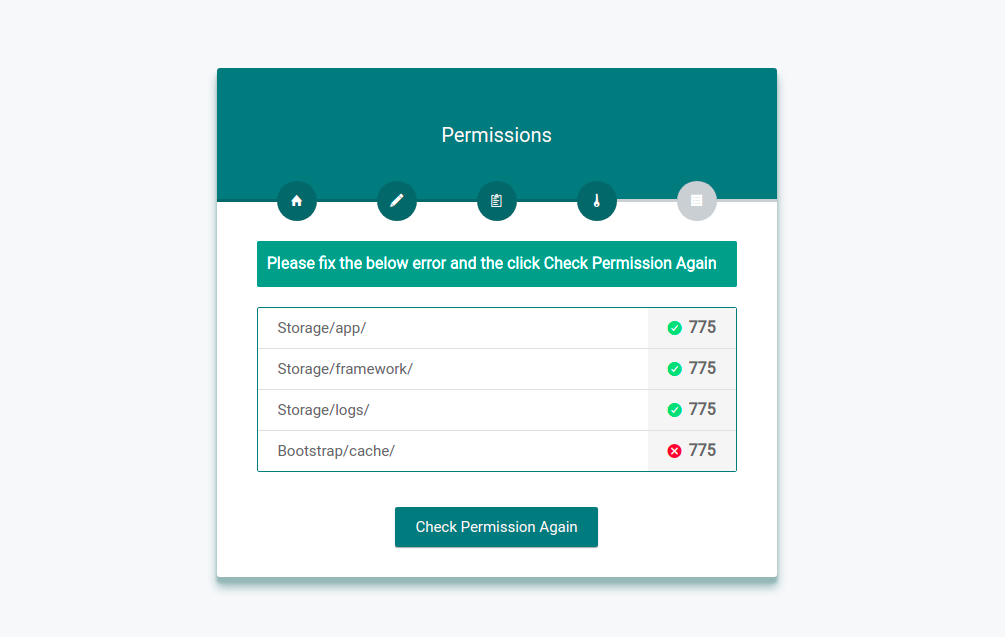 Permissions
Please fix the below error and the click Check Permission Again
Storage/app/ 775
Storage/framework/ 775
Storage/logs/ 775
Bootstrap/cache/ 775
Check Permission Again